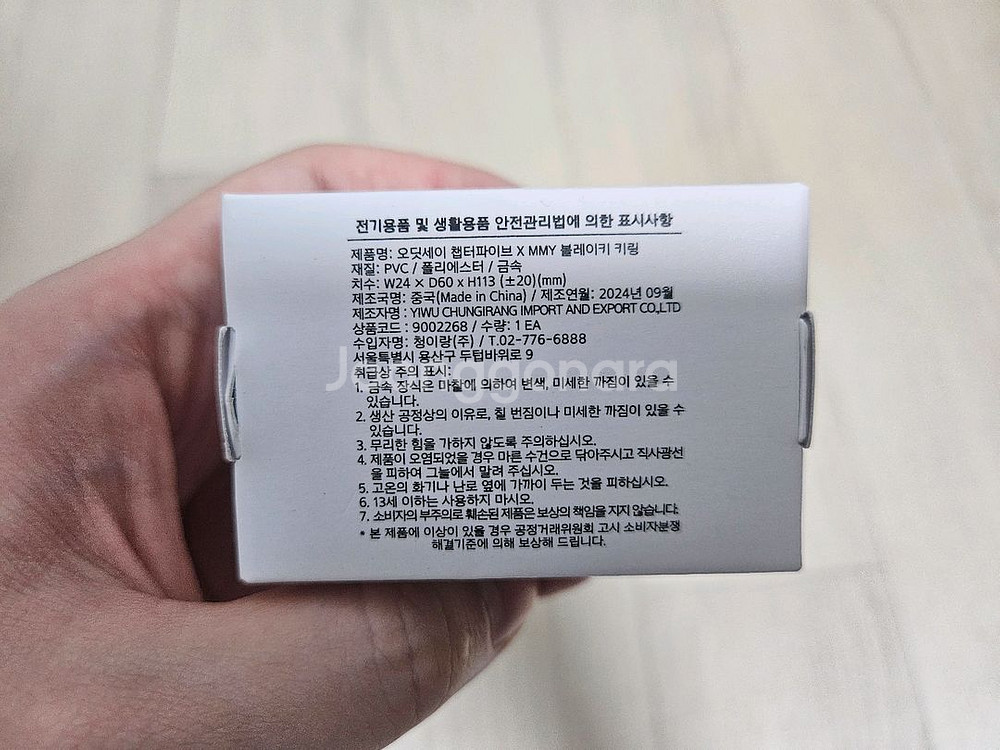 전기용품 및 생활용품 안전관리법에 의한 표시사항
제품명: 오딧세이 챕터파이브 X MMY 볼레이키 키링
재질: PVC / 폴리에스터 / 금속
치수: W24 × D60 x H113 (±20)(mm)
제조국명: 중국(Made in China) / 제조연월: 2024년 09월
제조자명 : YIWU CHUNGIRANG IMPORT AND EXPORT CO.,LTD
상품코드 : 9002268 / 수량: 1 EA
수입자명: 청이랑(주) / T.02-776-6888
서울특별시 용산구 두텁바위로 9
취급상 주의 표시:
1. 금속 장식은 마찰에 의하여 변색, 미세한 까짐이 있을 수
있습니다.
2. 생산 공정상의 이유로, 칠 번짐이나 미세한 까짐이 있을 수
있습니다.
3. 무리한 힘을 가하지 않도록 주의하십시오.
4. 제품이 오염되었을 경우 마른 수건으로 닦아주시고 직사광선
을 피하여 그늘에서 말려 주십시오.
5. 고온의 화기나 난로 옆에 가까이 두는 것을 피하십시오.
6. 13세 이하는 사용하지 마시오.
7. 소비자의 부주의로 훼손된 제품은 보상의 책임을 지지 않습니다.
* 본 제품에 이상이 있을 경우 공정거래위원회 고시 소비자분쟁
해결기준에 의해 보상해 드립니다.
Joonggonara